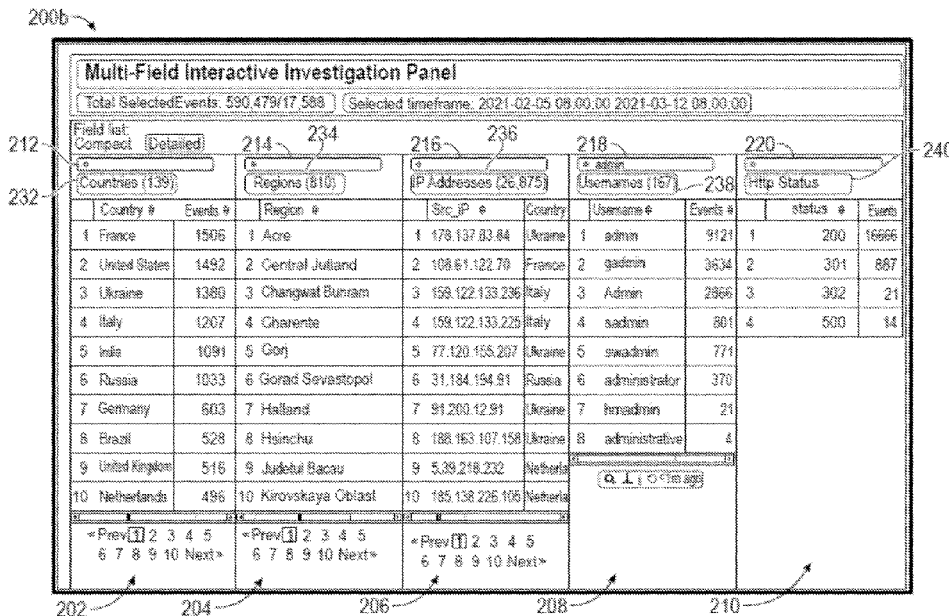 200b
Multi-Field Interactive Investigation Panel
Total SelectedEvents: 590,479/17,588 Selected timeframe: 2021-02-05 08:00:00 2021-03-12 08:00:00
Field list:
Compact Detailed
212 214 234 216 236 218 220 240
* * * * admin *
232 Countries (139) Regions (810) IP Addresses (26,875) Usernames (167) 238 Http Status
Country Events Region Src_IP Country Username Events status Events
1 France 1506 1 Acre 1 178.137.83.84 Ukraine 1 admin 9121 1 200 16666
2 United States 1492 2 Central Jutland 2 108.61.122.70 France 2 gadmin 3634 2 301 887
3 Ukraine 1380 3 Changwat Buriram 3 159.122.133.236 Italy 3 Admin 2866 3 302 21
4 Italy 1207 4 Charente 4 159.122.133.225 Italy 4 sadmin 801 4 500 14
5 India 1091 5 Gorj 5 77.120.155.207 Ukraine 5 swadmin 771
6 Russia 1033 6 Gorad Sevastopol 6 31.184.194.91 Russia 6 administrator 370
7 Germany 603 7 Halland 7 91.200.12.91 Ukraine 7 hmadmin 21
8 Brazil 528 8 Hsinchu 8 188.163.107.158 Ukraine 8 administrative 4
9 United Kingdom 516 9 Judetul Bacau 9 5.39.218.232 Netherla
10 Netherlands 496 10 Kirovskaya Oblast 10 185.138.226.105 Netherla
<1m ago
«Prev 1 2 3 4 5 «Prev 1 2 3 4 5 «Prev 1 2 3 4 5
6 7 8 9 10 Next» 6 7 8 9 10 Next» 6 7 8 9 10 Next»
202 204 206 208 210